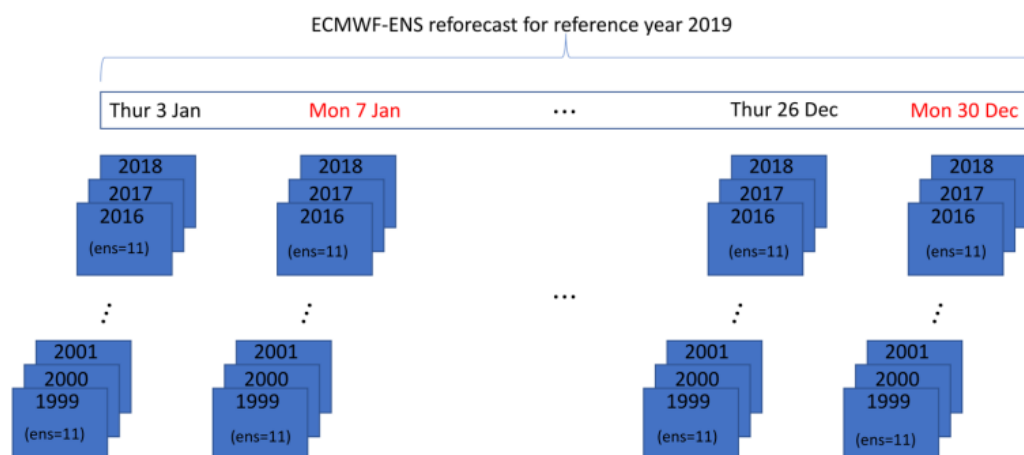 ECMWF-ENS reforecast for reference year 2019
Thur 3 Jan Mon 7 Jan ... Thur 26 Dec Mon 30 Dec
2018 2018 2018 2018
2017 2017 2017 2017
2016 2016 2016 2016
(ens=11) (ens=11) (ens=11) (ens=11)
⋮ ⋮ ... ⋮ ⋮
2001 2001 2001 2001
2000 2000 2000 2000
1999 1999 1999 1999
(ens=11) (ens=11) (ens=11) (ens=11)